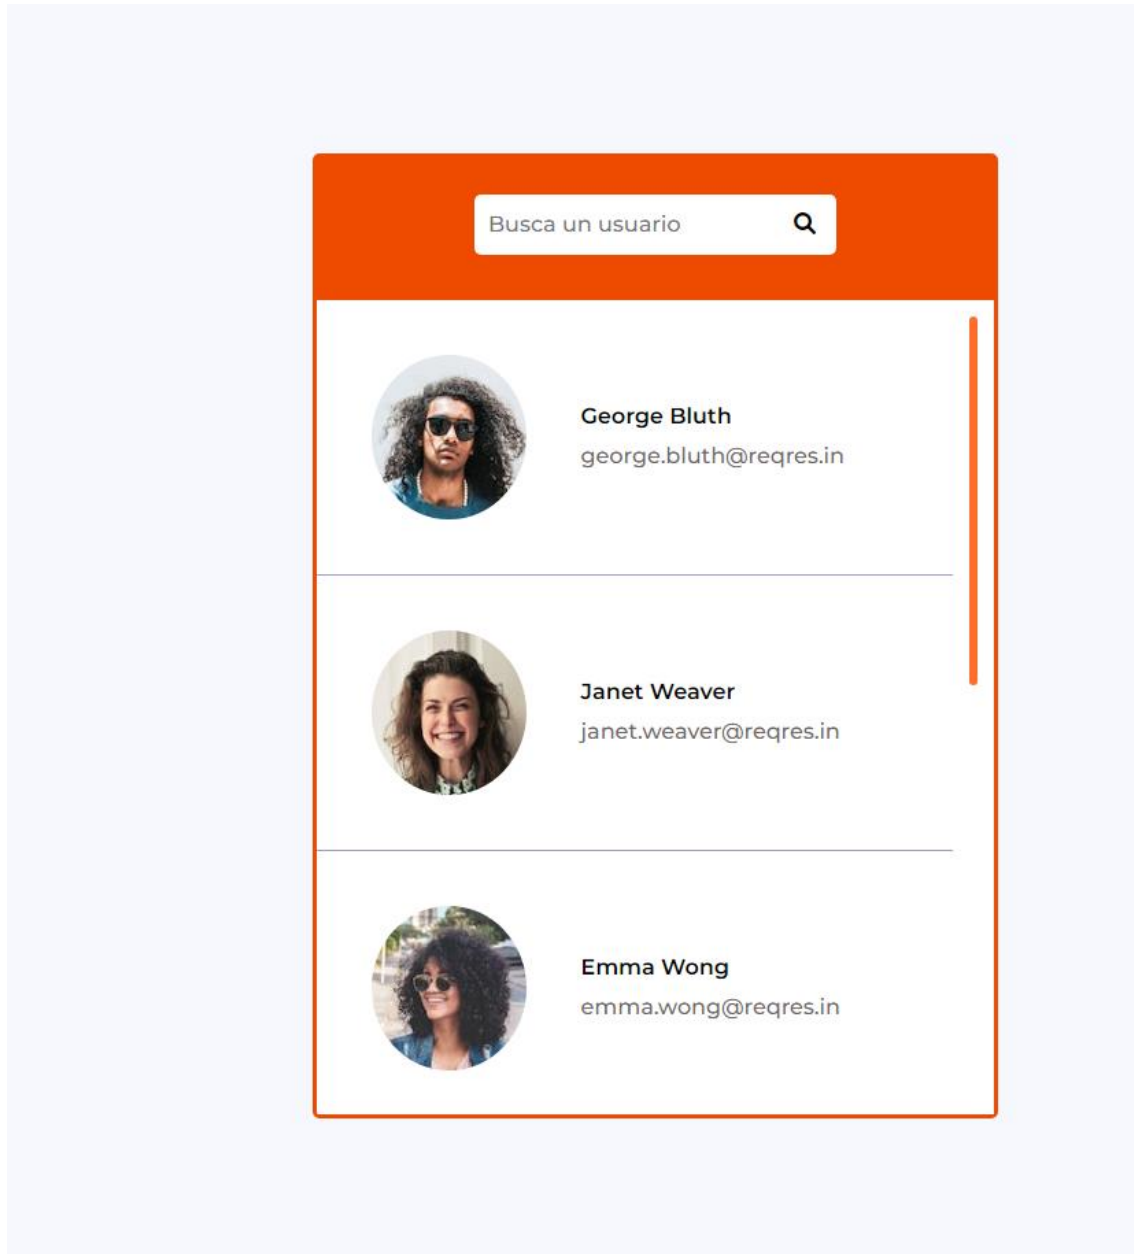 Busca un usuario
George Bluth
george.bluth@reqres.in
Janet Weaver
janet.weaver@reqres.in
Emma Wong
emma.wong@reqres.in